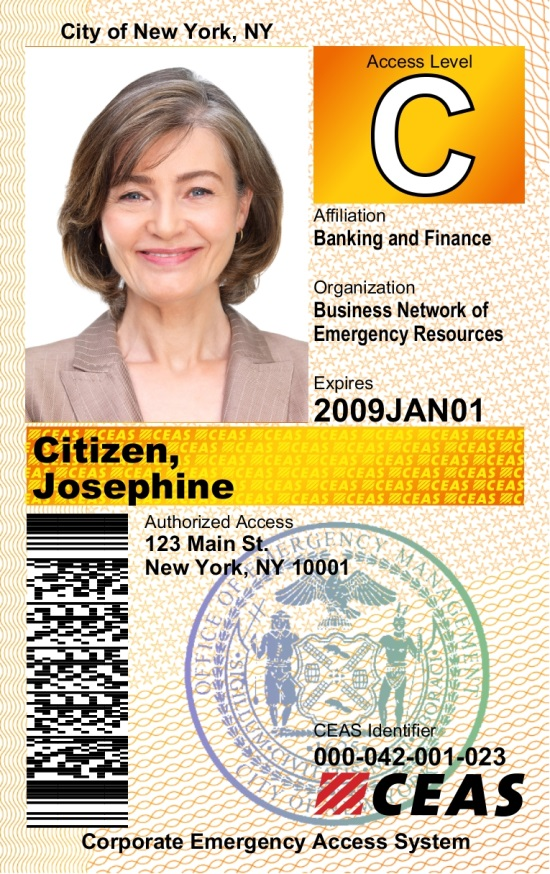 City of New York, NY
Access Level
C
Affiliation
Banking and Finance
Organization
Business Network of
Emergency Resources
Expires
2009JAN01
Citizen,
Josephine
Authorized Access
123 Main St.
New York, NY 10001
OFFICE OF EMERGENCY MANAGEMENT
SIGILLVM CIVITATIS
CITY OF
CEAS Identifier
000-042-001-023
CEAS
Corporate Emergency Access System